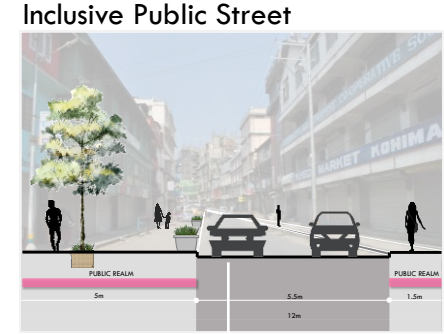 Inclusive Public Street
MARKET KOHIMA
PUBLIC REALM
PUBLIC REALM
5m
5.5m
1.5m
12m